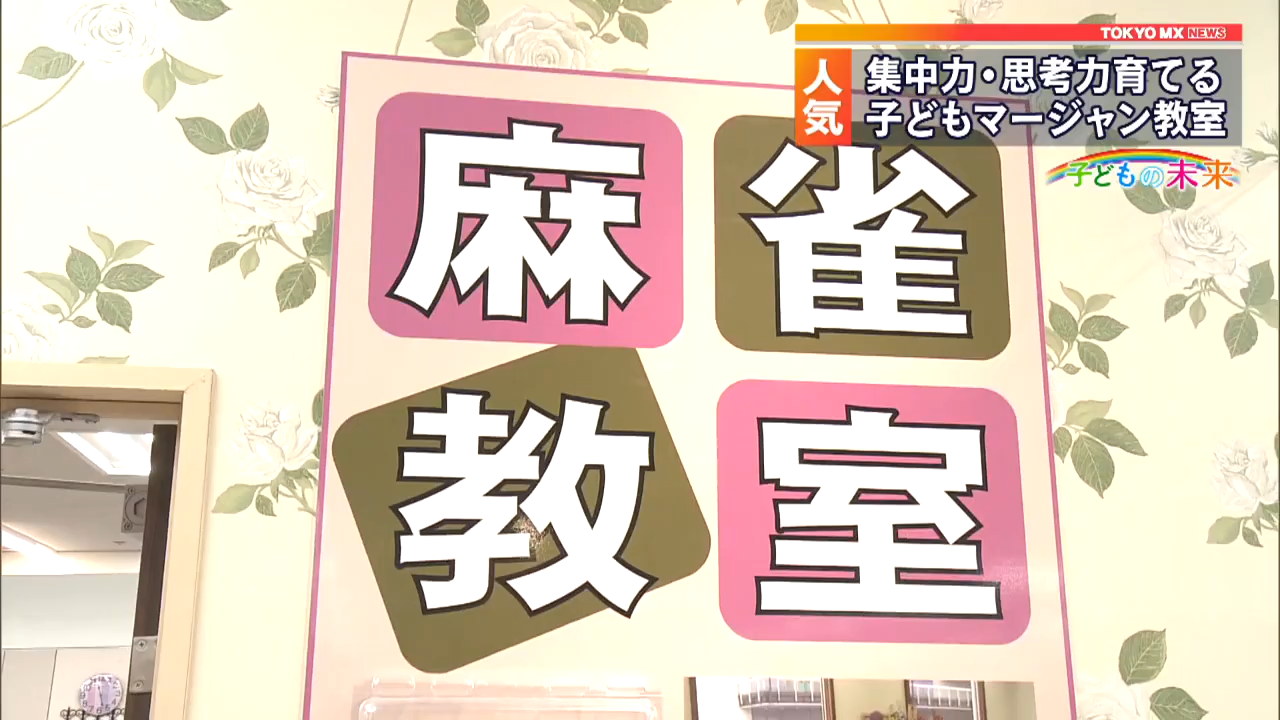 TOKYO MX NEWS
人気
集中力・思考力育てる
子どもマージャン教室
子どもの未来
麻雀
教室